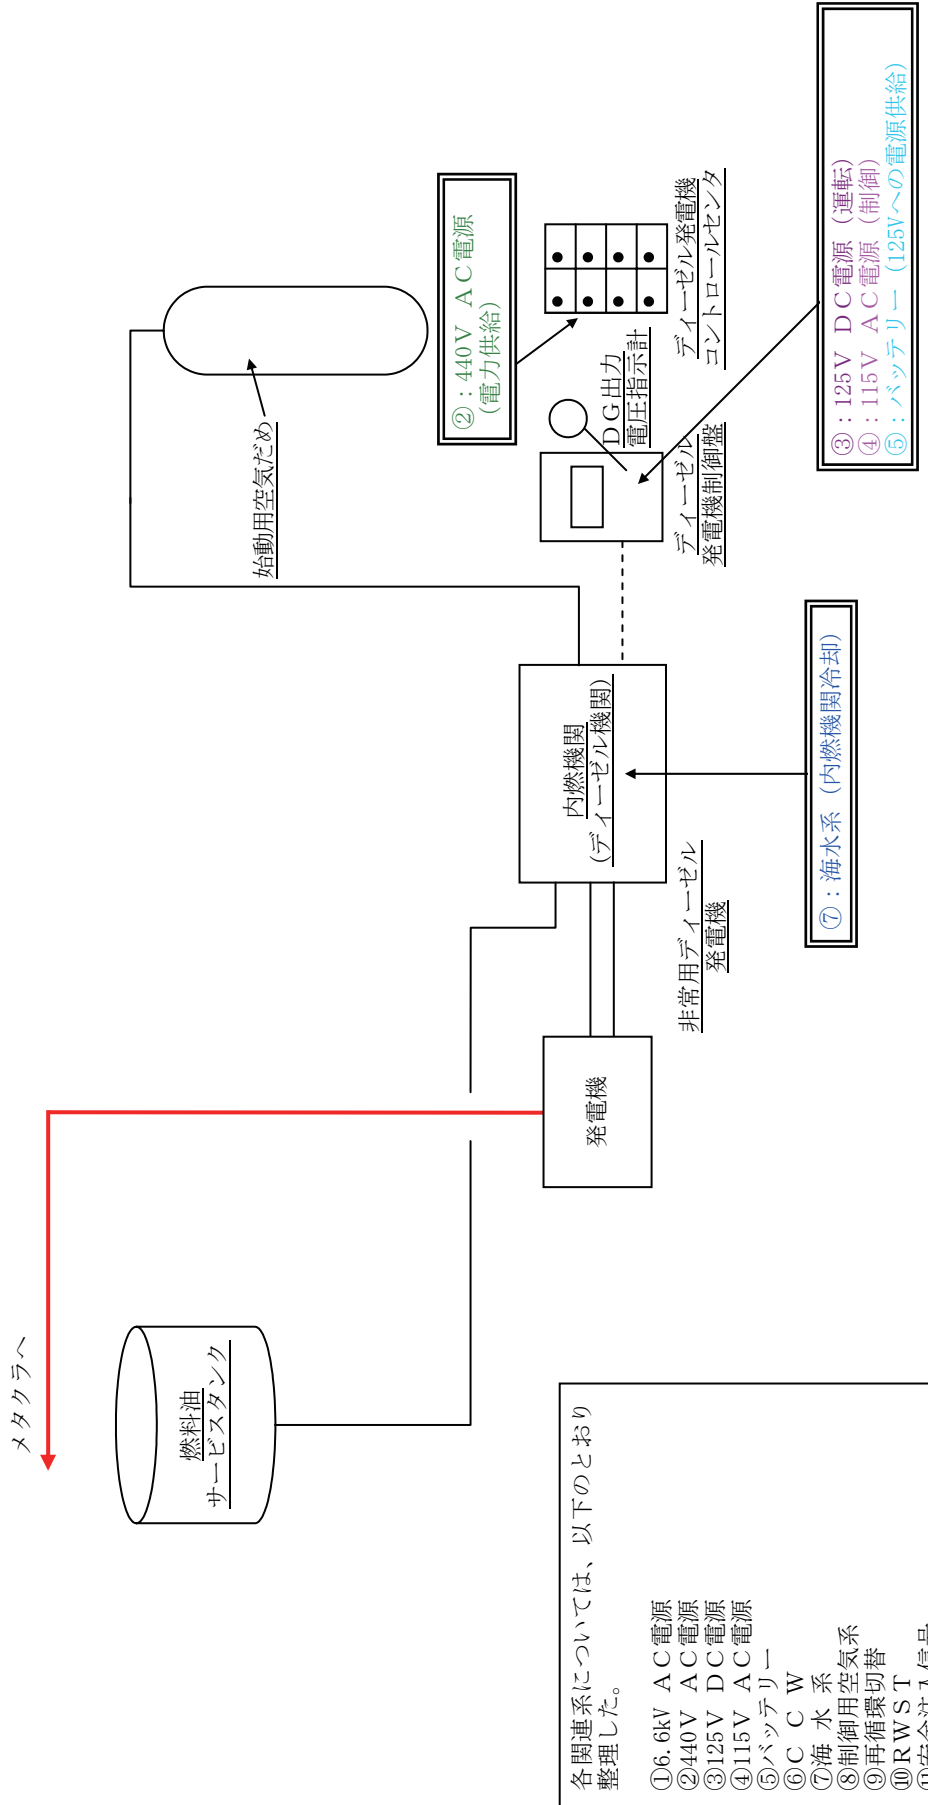 メタクラへ
燃料油
サービスタンク
発電機
非常用ディーゼル
発電機
内燃機関
(ディーゼル機関)
始動用空気だめ
②：440V AC電源
(電力供給)
DG出力
電圧指示計
ディーゼル
発電機制御盤
ディーゼル発電機
コントロールセンタ
③：125V DC電源（運転）
④：115V AC電源（制御）
⑤：バッテリー（125Vへの電源供給）
⑦：海水系（内燃機関冷却）
各関連系については、以下のとおり
整理した。
①6.6kV AC電源
②440V AC電源
③125V DC電源
④115V AC電源
⑤バッテリー
⑥ＣＣＷ
⑦海水系
⑧制御用空気系
⑨再循環切替
⑩ＲＷＳＴ
⑪安全注入信号